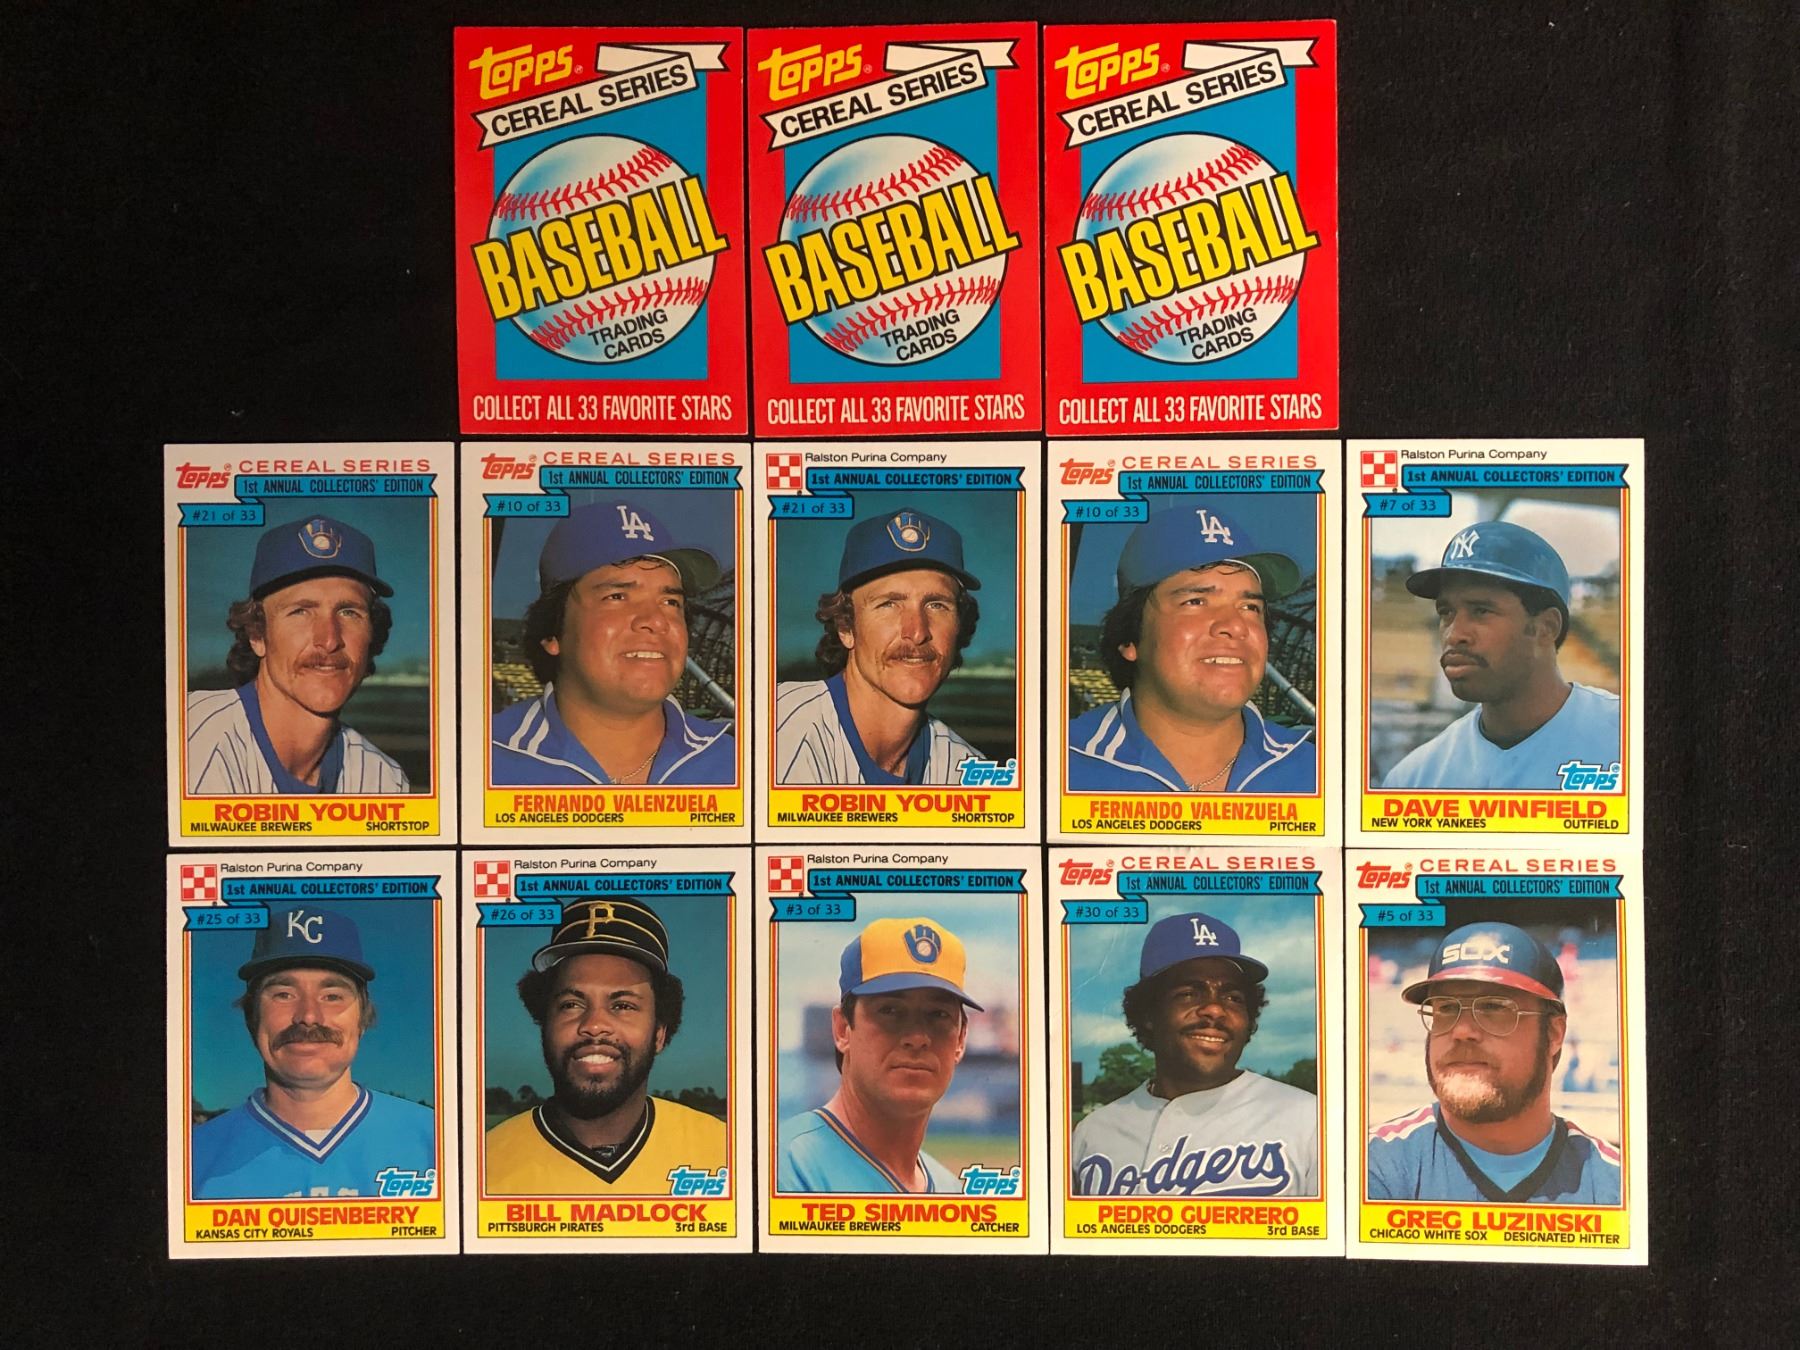 Topps
CEREAL SERIES
BASEBALL
TRADING
CARDS
COLLECT ALL 33 FAVORITE STARS
Topps
CEREAL SERIES
BASEBALL
TRADING
CARDS
COLLECT ALL 33 FAVORITE STARS
Topps
CEREAL SERIES
BASEBALL
TRADING
CARDS
COLLECT ALL 33 FAVORITE STARS
Topps CEREAL SERIES
1st ANNUAL COLLECTORS' EDITION
#21 of 33
ROBIN YOUNT
MILWAUKEE BREWERS SHORTSTOP
Topps CEREAL SERIES
1st ANNUAL COLLECTORS' EDITION
#10 of 33
LA
FERNANDO VALENZUELA
LOS ANGELES DODGERS PITCHER
Ralston Purina Company
1st ANNUAL COLLECTORS' EDITION
#21 of 33
Topps
ROBIN YOUNT
MILWAUKEE BREWERS SHORTSTOP
Topps CEREAL SERIES
1st ANNUAL COLLECTORS' EDITION
#10 of 33
LA
FERNANDO VALENZUELA
LOS ANGELES DODGERS PITCHER
Ralston Purina Company
1st ANNUAL COLLECTORS' EDITION
#7 of 33
NY
Topps
DAVE WINFIELD
NEW YORK YANKEES OUTFIELD
Ralston Purina Company
1st ANNUAL COLLECTORS' EDITION
#25 of 33
KC
Topps
DAN QUISENBERRY
KANSAS CITY ROYALS PITCHER
Ralston Purina Company
1st ANNUAL COLLECTORS' EDITION
#26 of 33
P
Topps
BILL MADLOCK
PITTSBURGH PIRATES 3rd BASE
Ralston Purina Company
1st ANNUAL COLLECTORS' EDITION
#3 of 33
Topps
TED SIMMONS
MILWAUKEE BREWERS CATCHER
Topps CEREAL SERIES
1st ANNUAL COLLECTORS' EDITION
#30 of 33
LA
Dodgers
PEDRO GUERRERO
LOS ANGELES DODGERS 3rd BASE
Topps CEREAL SERIES
1st ANNUAL COLLECTORS' EDITION
#5 of 33
SOX
GREG LUZINSKI
CHICAGO WHITE SOX DESIGNATED HITTER